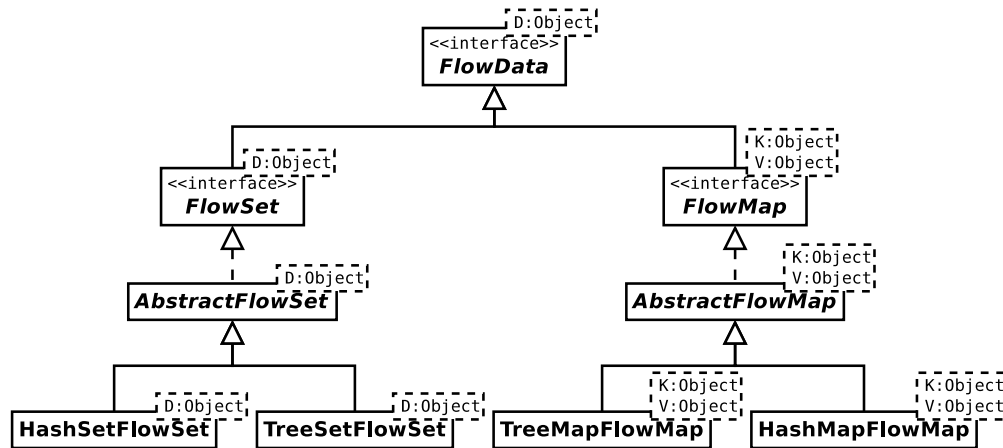 D:Object
<<interface>>
FlowData
D:Object
<<interface>>
FlowSet
K:Object
V:Object
<<interface>>
FlowMap
D:Object
AbstractFlowSet
K:Object
V:Object
AbstractFlowMap
D:Object
HashSetFlowSet
D:Object
TreeSetFlowSet
K:Object
V:Object
TreeMapFlowMap
K:Object
V:Object
HashMapFlowMap